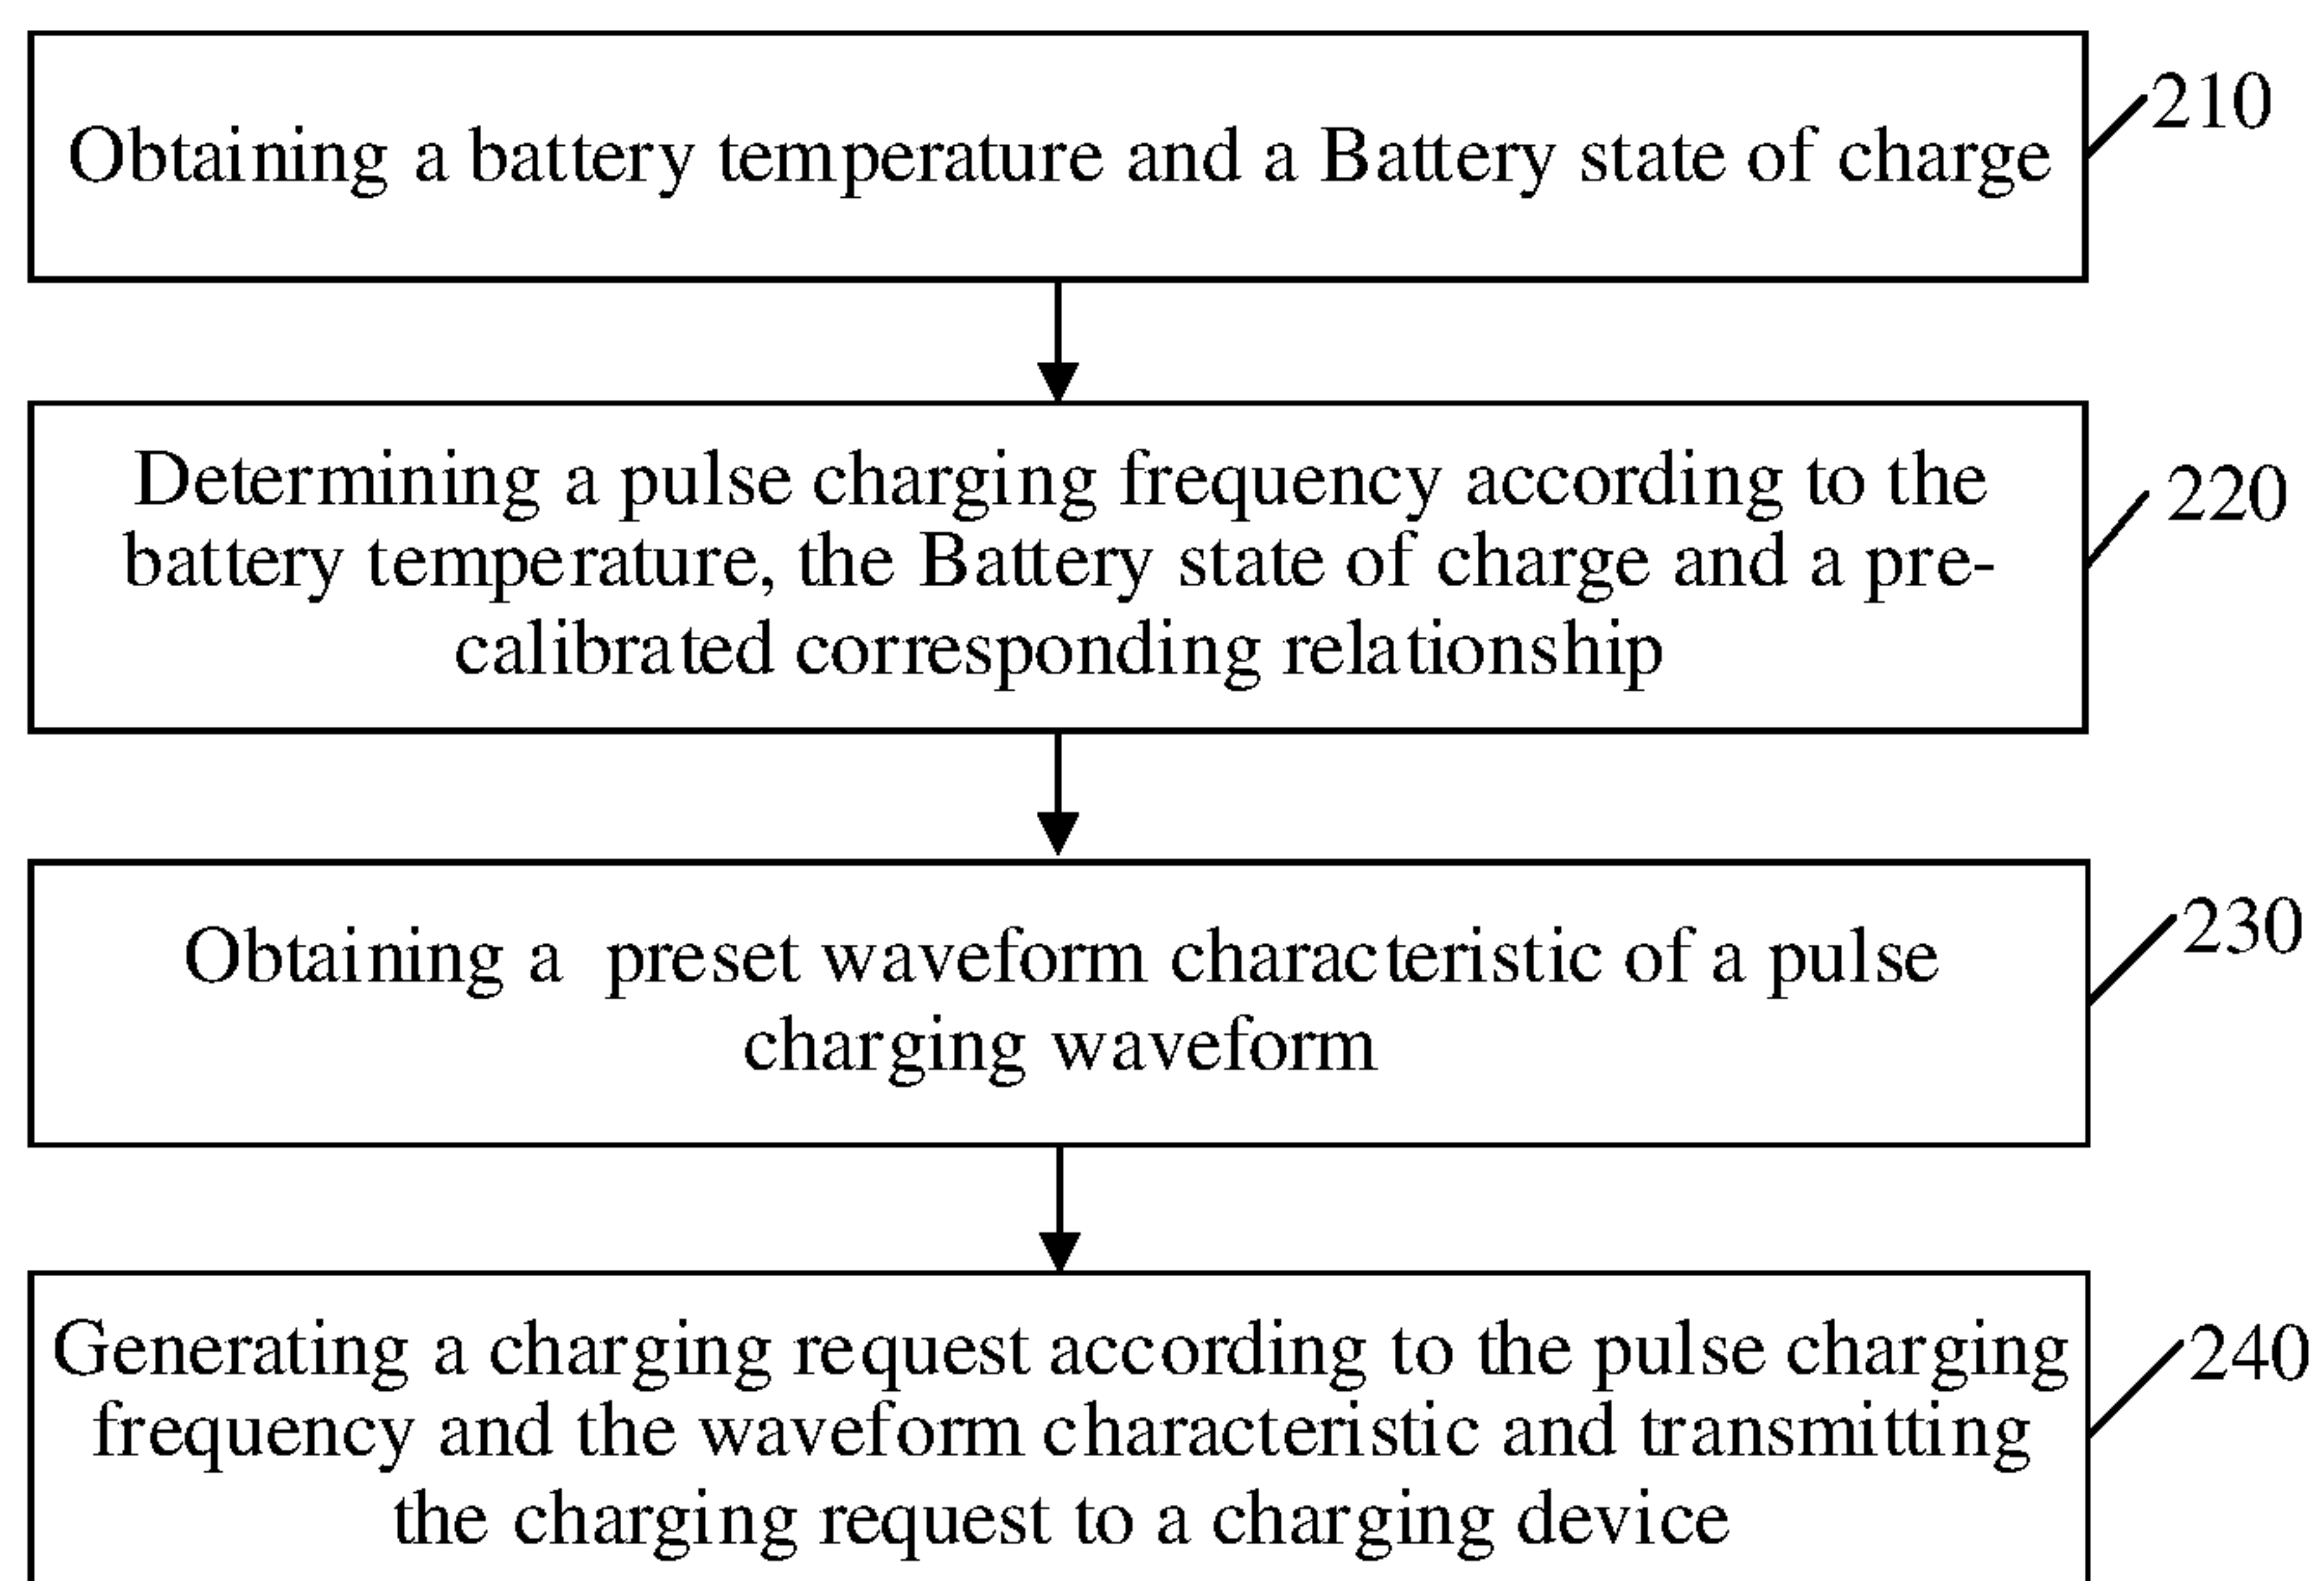 Obtaining a battery temperature and a Battery state of charge
210
Determining a pulse charging frequency according to the
battery temperature, the Battery state of charge and a pre-
calibrated corresponding relationship
220
Obtaining a preset waveform characteristic of a pulse
charging waveform
230
Generating a charging request according to the pulse charging
frequency and the waveform characteristic and transmitting
the charging request to a charging device
240